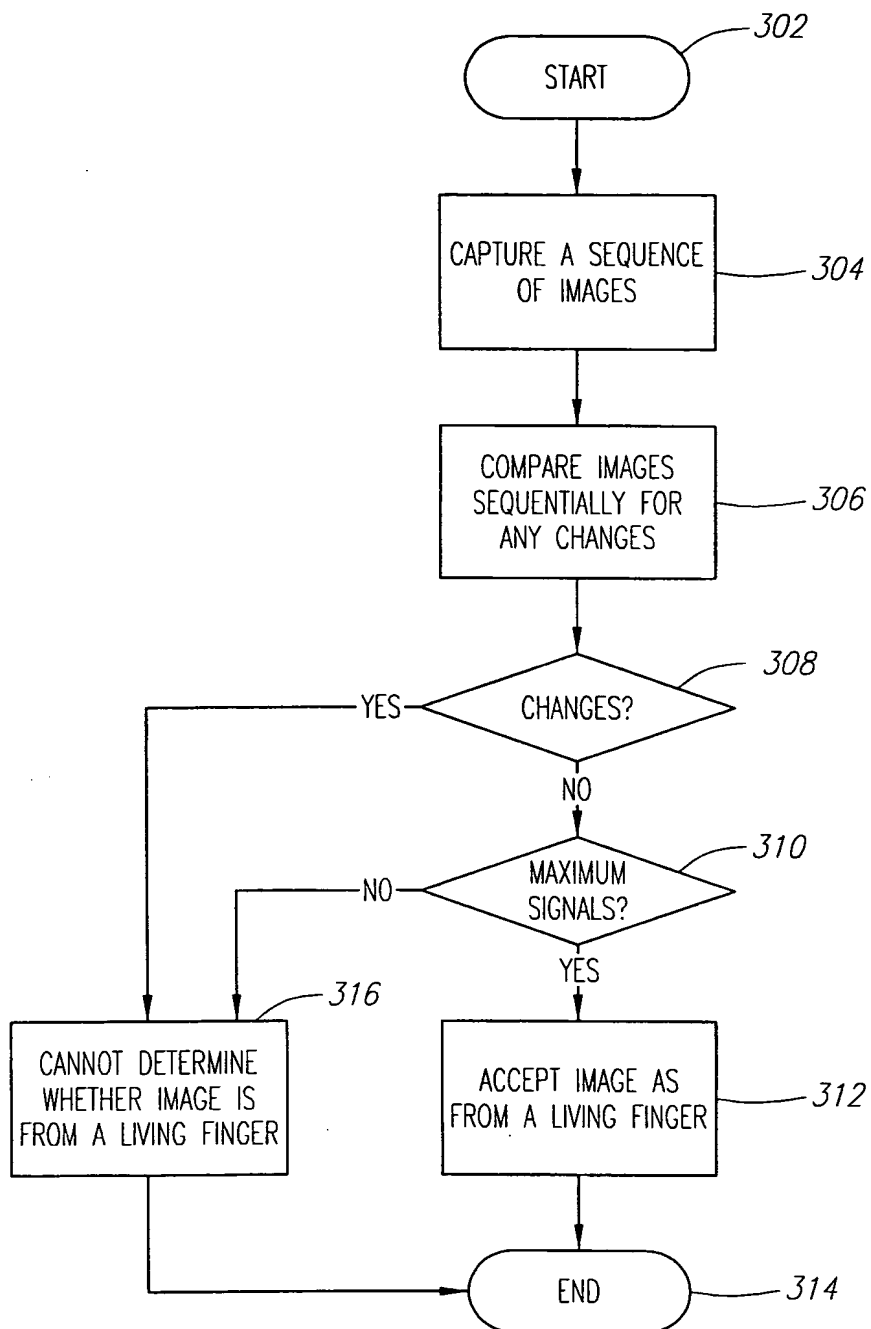 302
START
CAPTURE A SEQUENCE
OF IMAGES
304
COMPARE IMAGES
SEQUENTIALLY FOR
ANY CHANGES
306
308
YES
CHANGES?
NO
310
NO
MAXIMUM
SIGNALS?
YES
316
CANNOT DETERMINE
WHETHER IMAGE IS
FROM A LIVING FINGER
ACCEPT IMAGE AS
FROM A LIVING FINGER
312
END
314